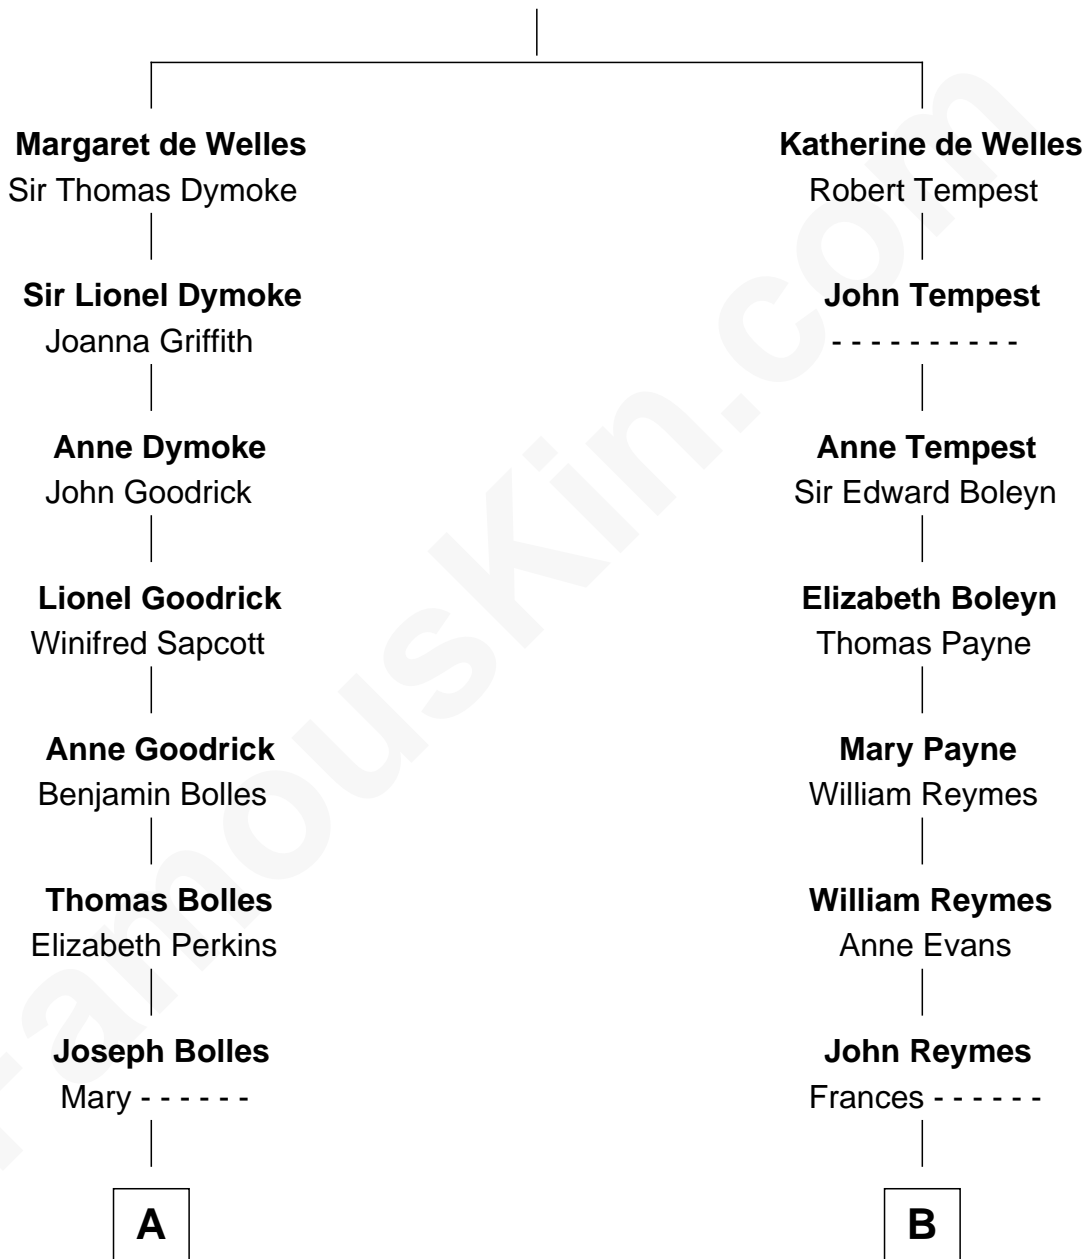 Margaret de Welles
Sir Thomas Dymoke
Katherine de Welles
Robert Tempest
Sir Lionel Dymoke
Joanna Griffith
John Tempest
- - - - - - - - - -
Anne Dymoke
John Goodrick
Anne Tempest
Sir Edward Boleyn
Lionel Goodrick
Winifred Sapcott
Elizabeth Boleyn
Thomas Payne
Anne Goodrick
Benjamin Bolles
Mary Payne
William Reymes
Thomas Bolles
Elizabeth Perkins
William Reymes
Anne Evans
Joseph Bolles
Mary - - - - - -
John Reymes
Frances - - - - - -
A
B
FamousKin.com